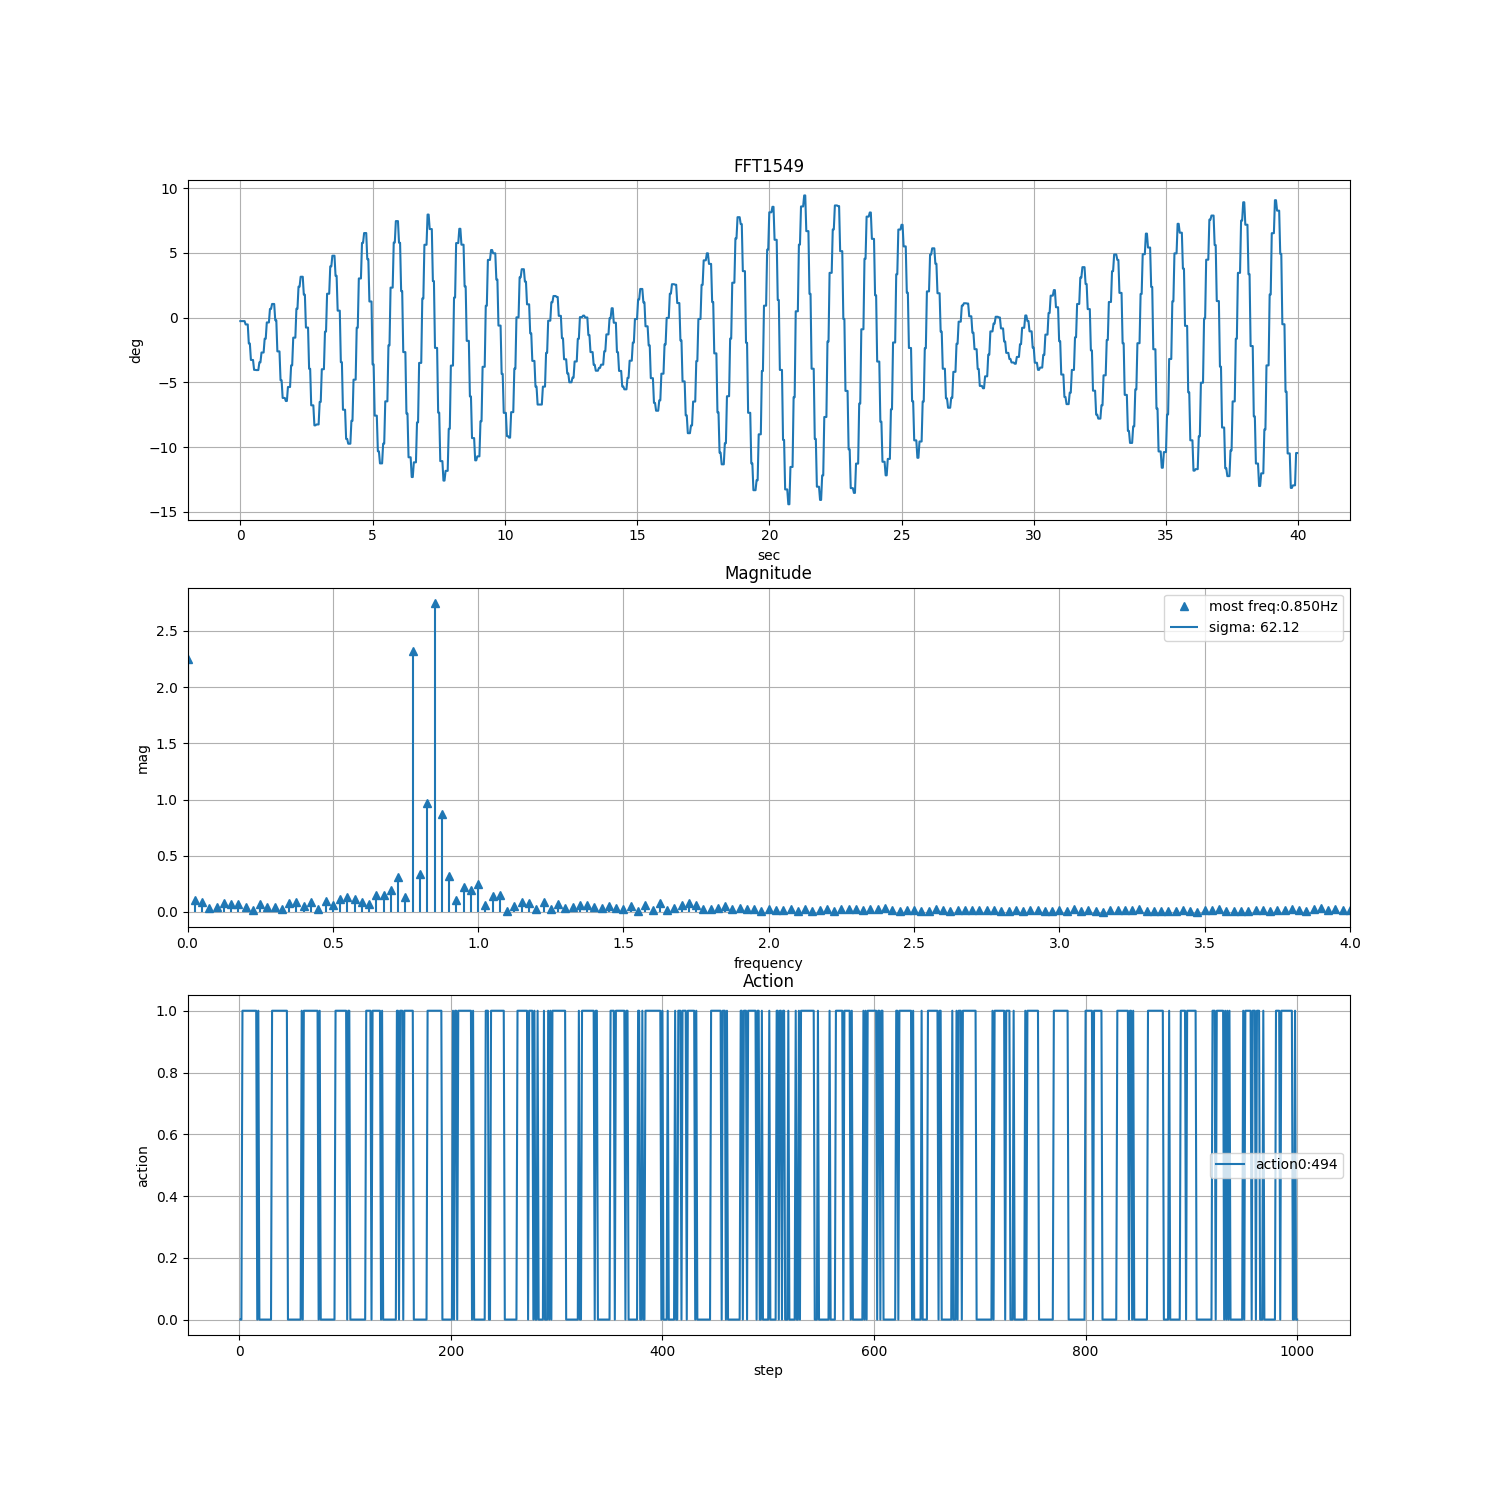 FFT1549
10
5
0
−5
−10
−15
deg
0 5 10 15 20 25 30 35 40
sec
Magnitude
most freq:0.850Hz
sigma: 62.12
2.5
2.0
1.5
1.0
0.5
0.0
mag
0.0 0.5 1.0 1.5 2.0 2.5 3.0 3.5 4.0
frequency
Action
1.0
0.8
0.6
0.4
0.2
0.0
action
action0:494
0 200 400 600 800 1000
step